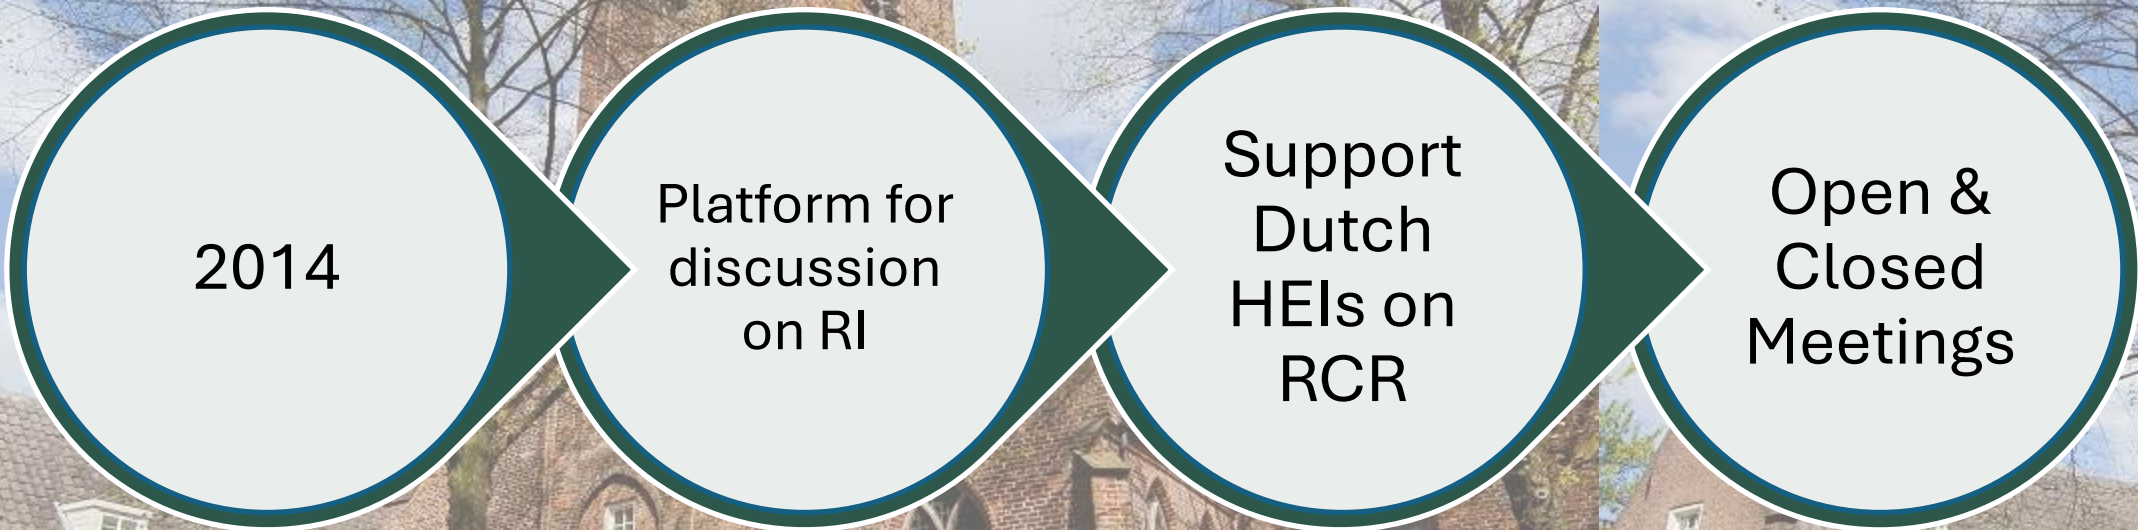 2014
Platform for
discussion
on RI
Support
Dutch
HEIs on
RCR
Open &
Closed
Meetings